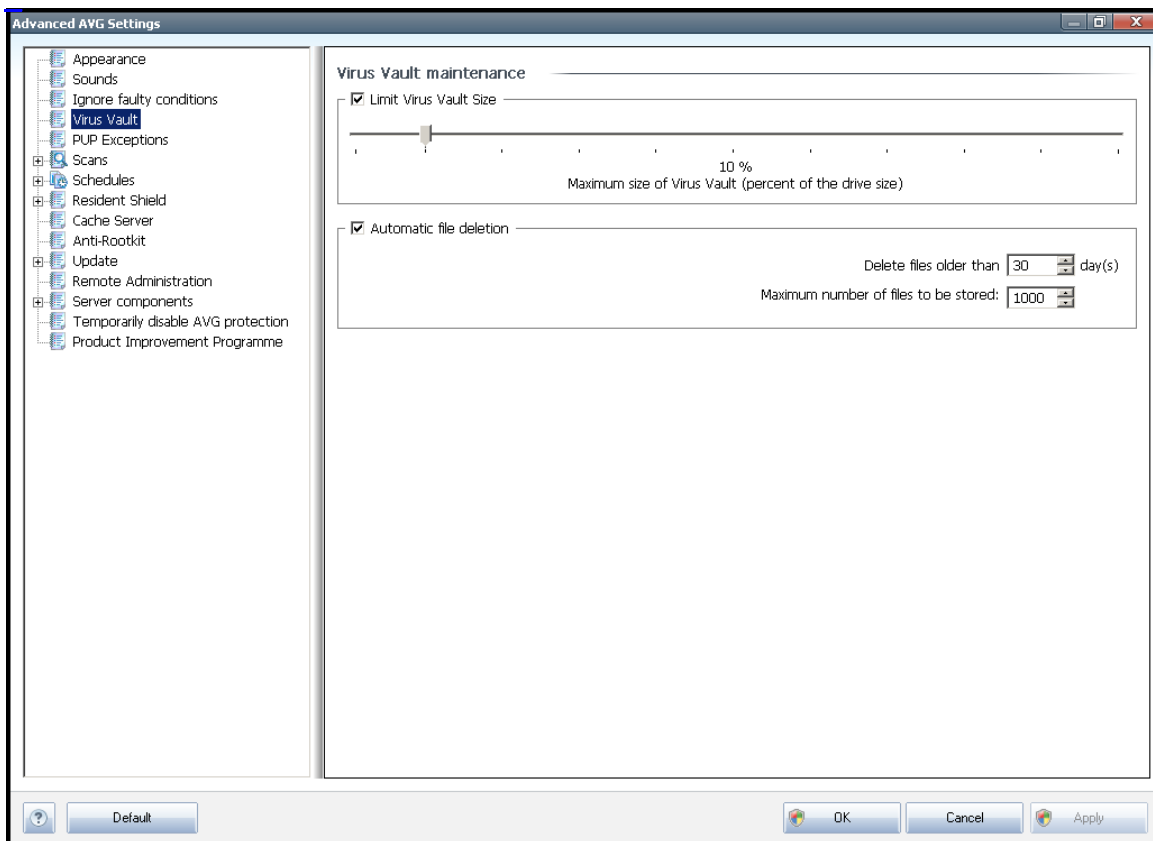 Advanced AVG Settings
Appearance
Sounds
Ignore faulty conditions
Virus Vault
PUP Exceptions
Scans
Schedules
Resident Shield
Cache Server
Anti-Rootkit
Update
Remote Administration
Server components
Temporarily disable AVG protection
Product Improvement Programme
Virus Vault maintenance
Limit Virus Vault Size
10 %
Maximum size of Virus Vault (percent of the drive size)
Automatic file deletion
Delete files older than 30 day(s)
Maximum number of files to be stored: 1000
? Default OK Cancel Apply